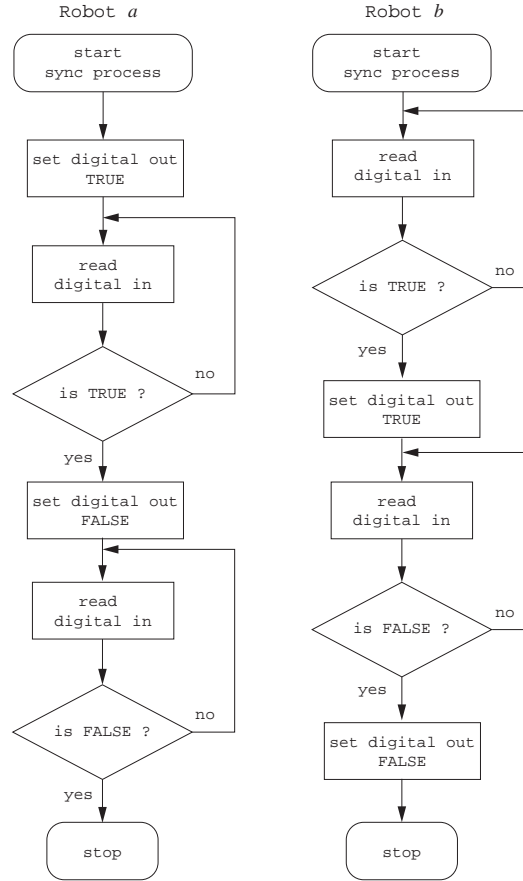 Robot a
start
sync process
set digital out
TRUE
read
digital in
is TRUE ?
no
yes
set digital out
FALSE
read
digital in
is FALSE ?
no
yes
stop
Robot b
start
sync process
read
digital in
is TRUE ?
no
yes
set digital out
TRUE
read
digital in
is FALSE ?
no
yes
set digital out
FALSE
stop